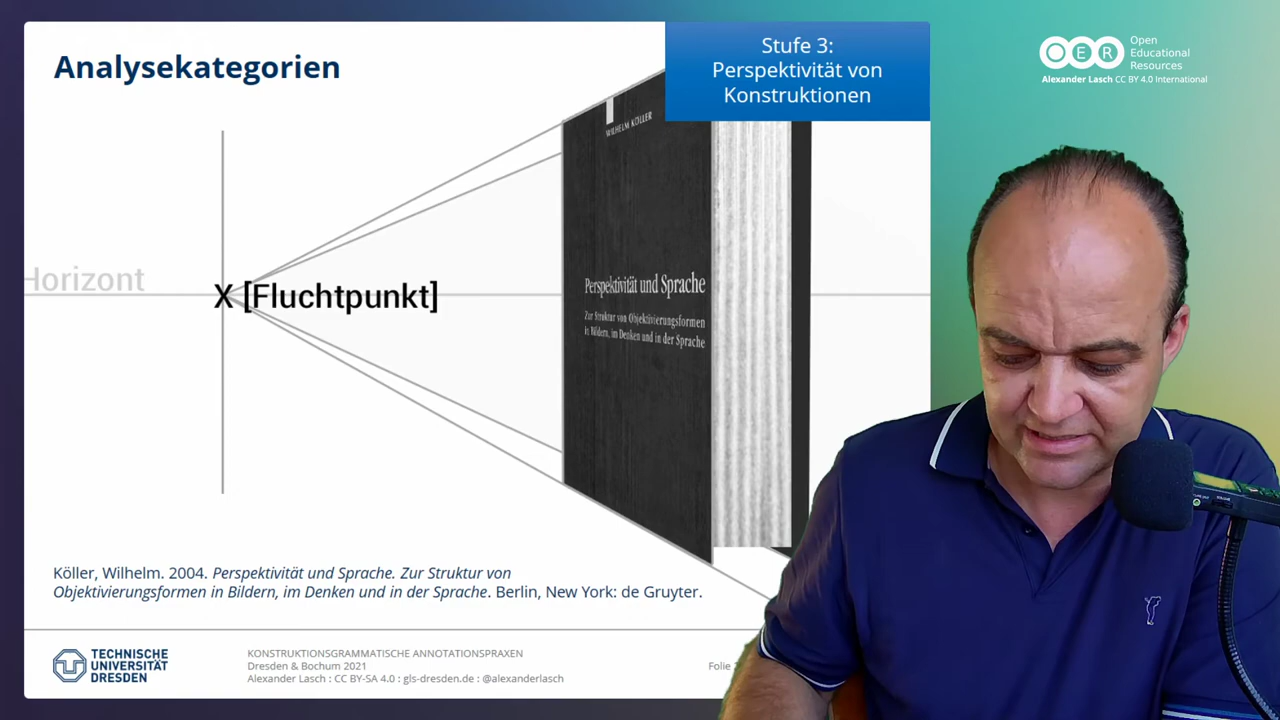 Analysekategorien
Stufe 3:
Perspektivität von
Konstruktionen
OER
Open
Educational
Resources
Alexander Lasch CC BY 4.0 International
WILHELM KÖLLER
Horizont
X [Fluchtpunkt]
Perspektivität und Sprache
Zur Struktur von Objektivierungsformen
in Bildern, im Denken und in der Sprache
Köller, Wilhelm. 2004. Perspektivität und Sprache. Zur Struktur von
Objektivierungsformen in Bildern, im Denken und in der Sprache. Berlin, New York: de Gruyter.
TECHNISCHE
UNIVERSITÄT
DRESDEN
KONSTRUKTIONSGRAMMATISCHE ANNOTATIONSPRAXEN
Dresden & Bochum 2021
Alexander Lasch : CC BY-SA 4.0 : gls-dresden.de : @alexanderlasch
Folie